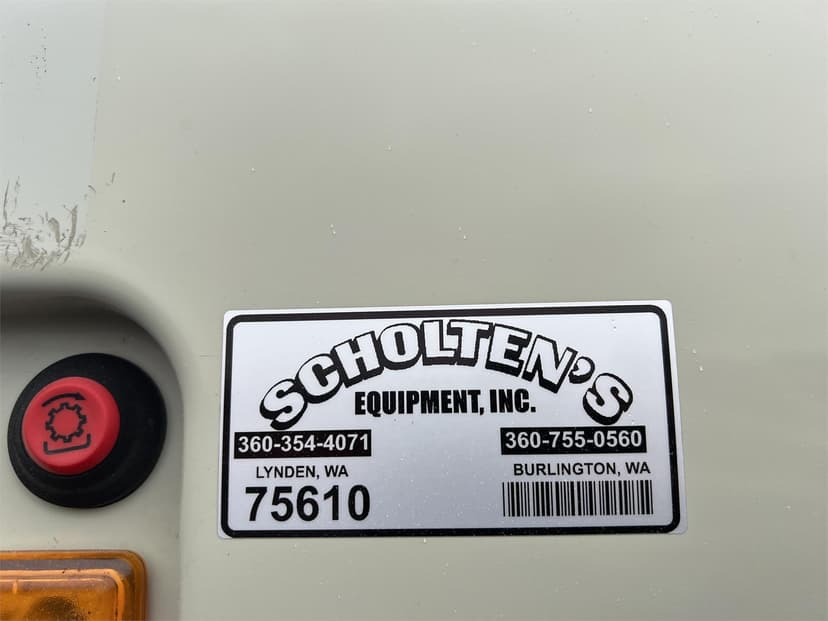 SCHOLTEN'S
EQUIPMENT, INC.
360-354-4071 360-755-0560
LYNDEN, WA BURLINGTON, WA
75610